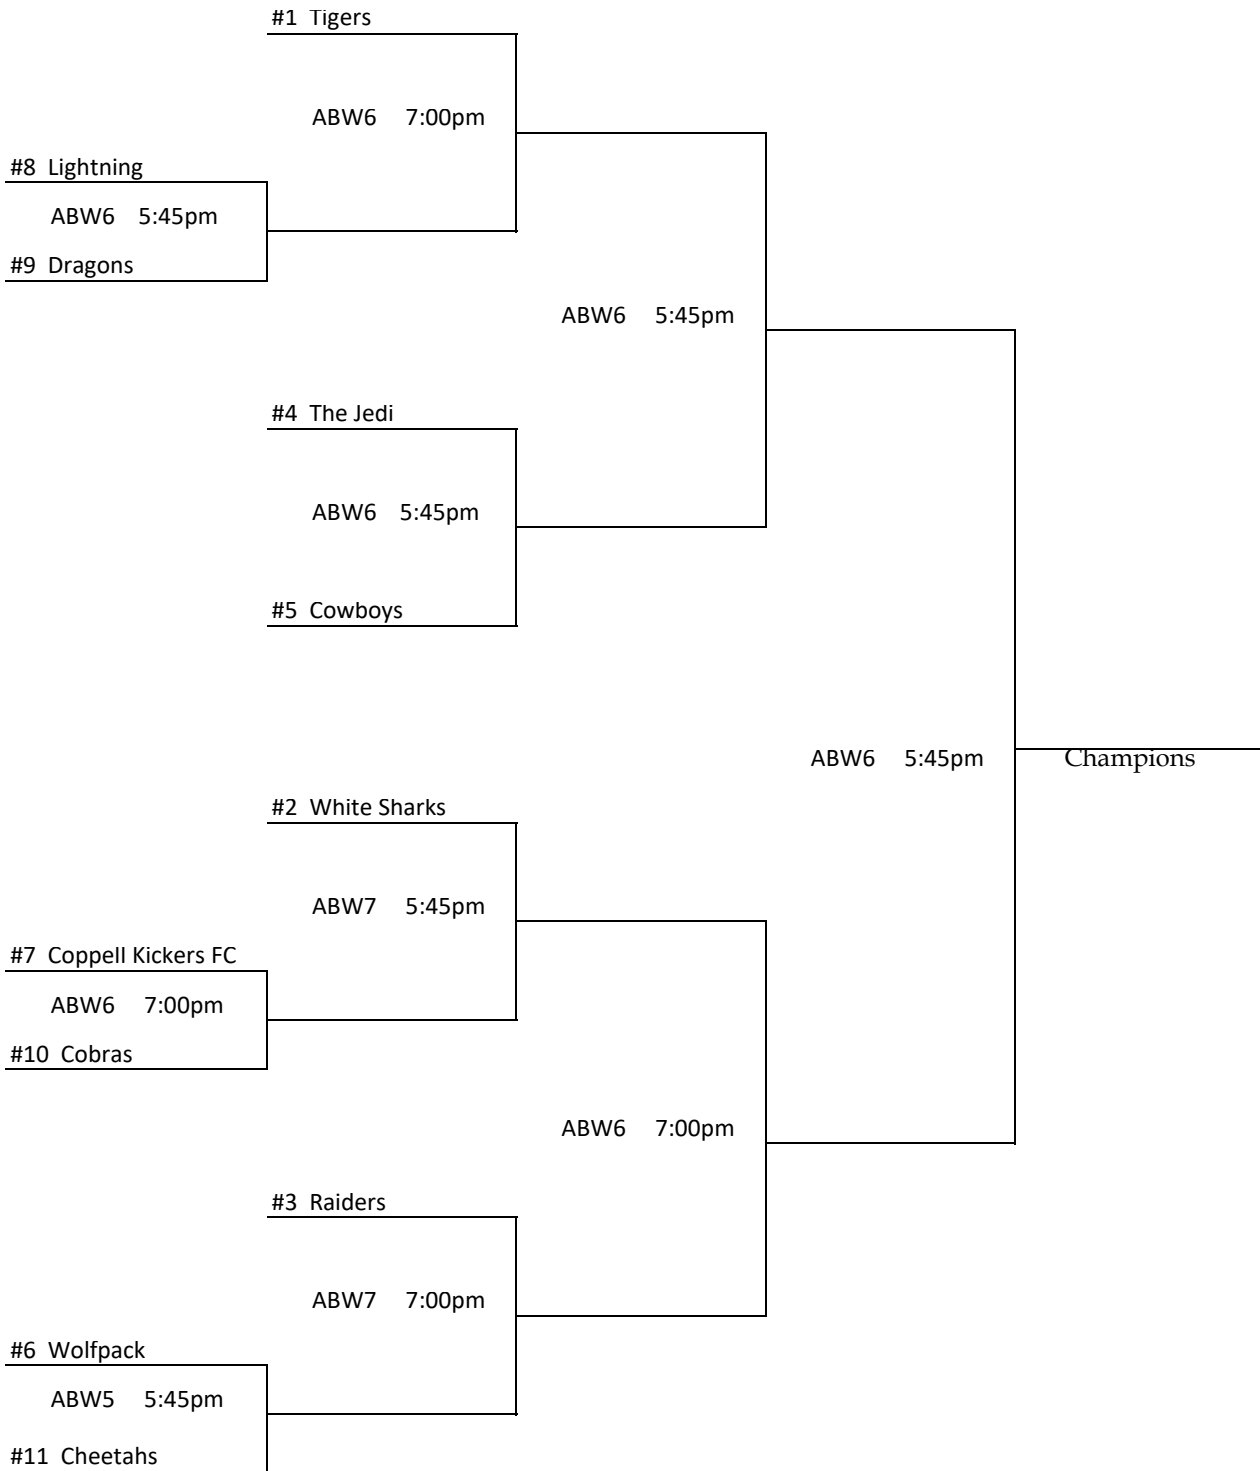 #1 Tigers
ABW6 7:00pm
#8 Lightning
ABW6 5:45pm
#9 Dragons
ABW6 5:45pm
#4 The Jedi
ABW6 5:45pm
#5 Cowboys
ABW6 5:45pm
Champions
#2 White Sharks
ABW7 5:45pm
#7 Coppell Kickers FC
ABW6 7:00pm
#10 Cobras
ABW6 7:00pm
#3 Raiders
ABW7 7:00pm
#6 Wolfpack
ABW5 5:45pm
#11 Cheetahs